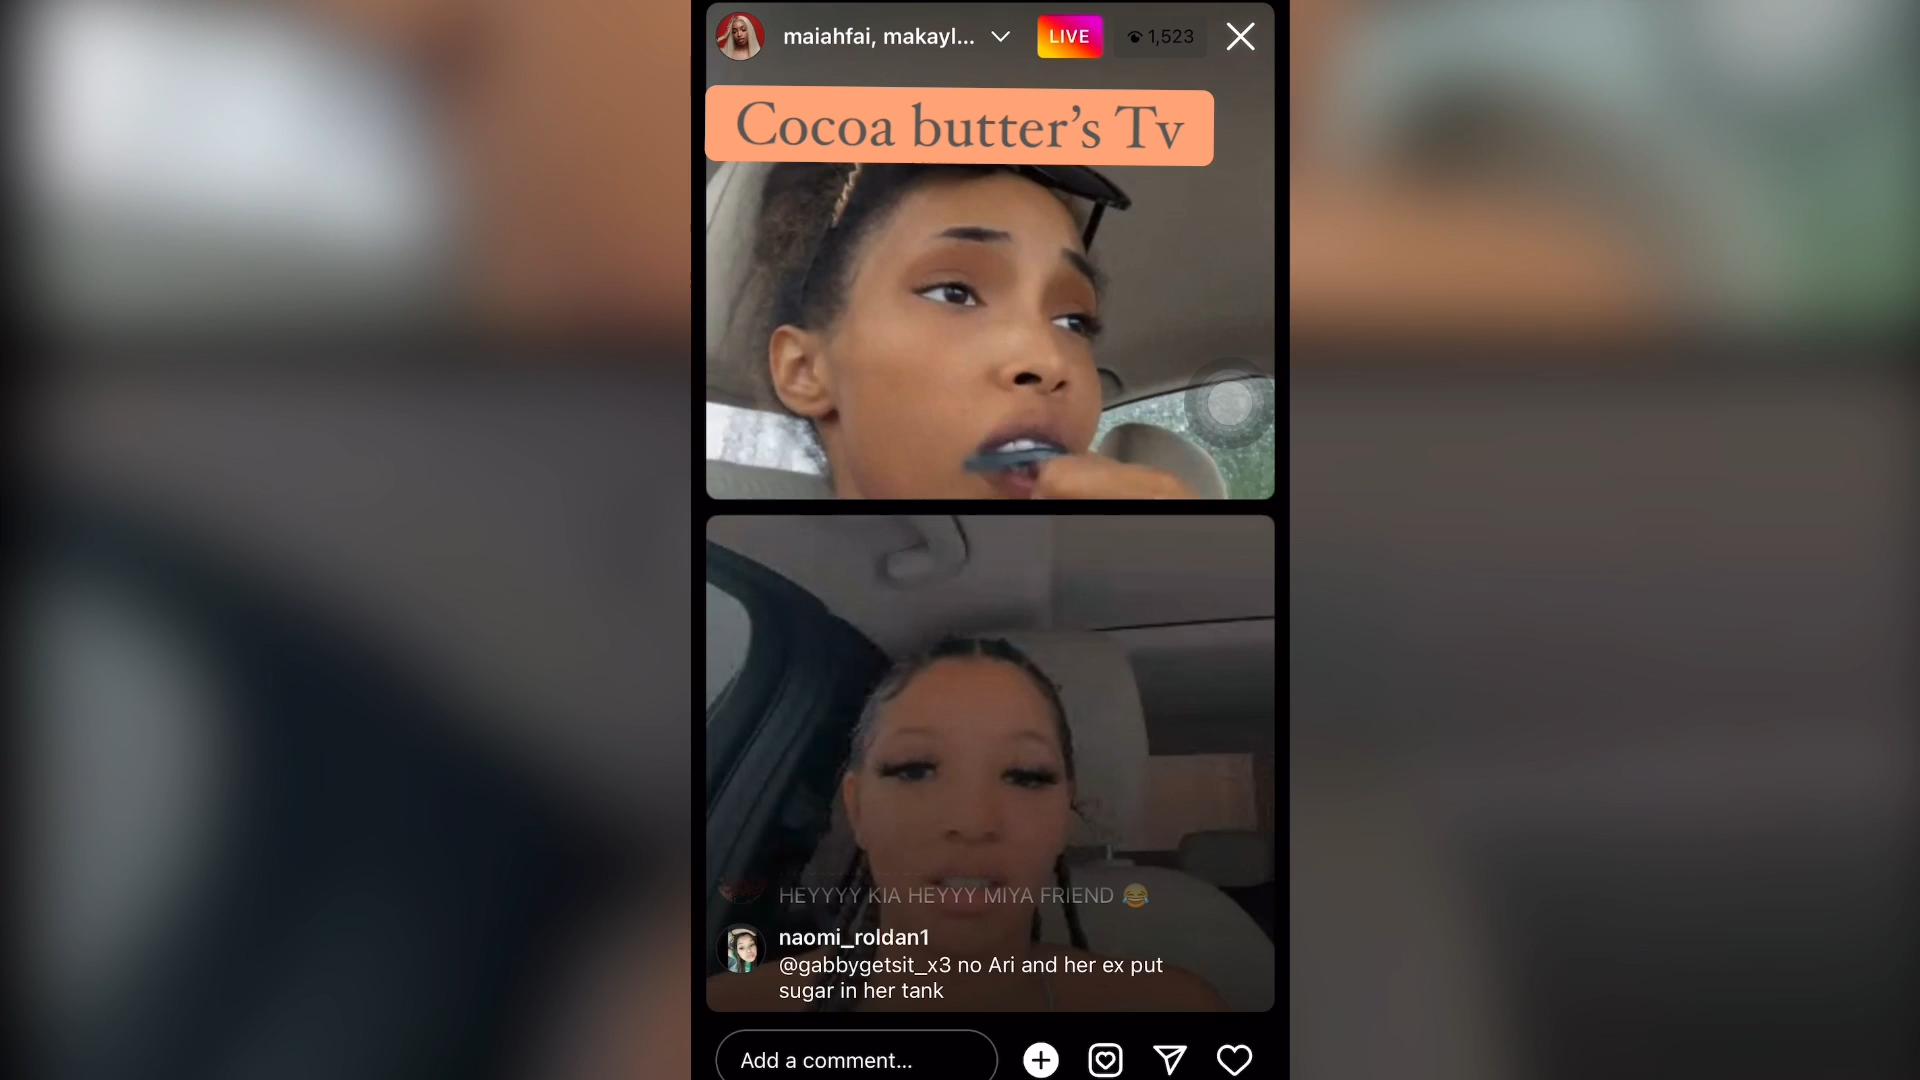 maiahfai, makayl...
LIVE
1,523
Cocoa butter's Tv
HEYYYY KIA HEYYY MIYA FRIEND 😂
naomi_roldan1
@gabbygetsit_x3 no Ari and her ex put
sugar in her tank
Add a comment...